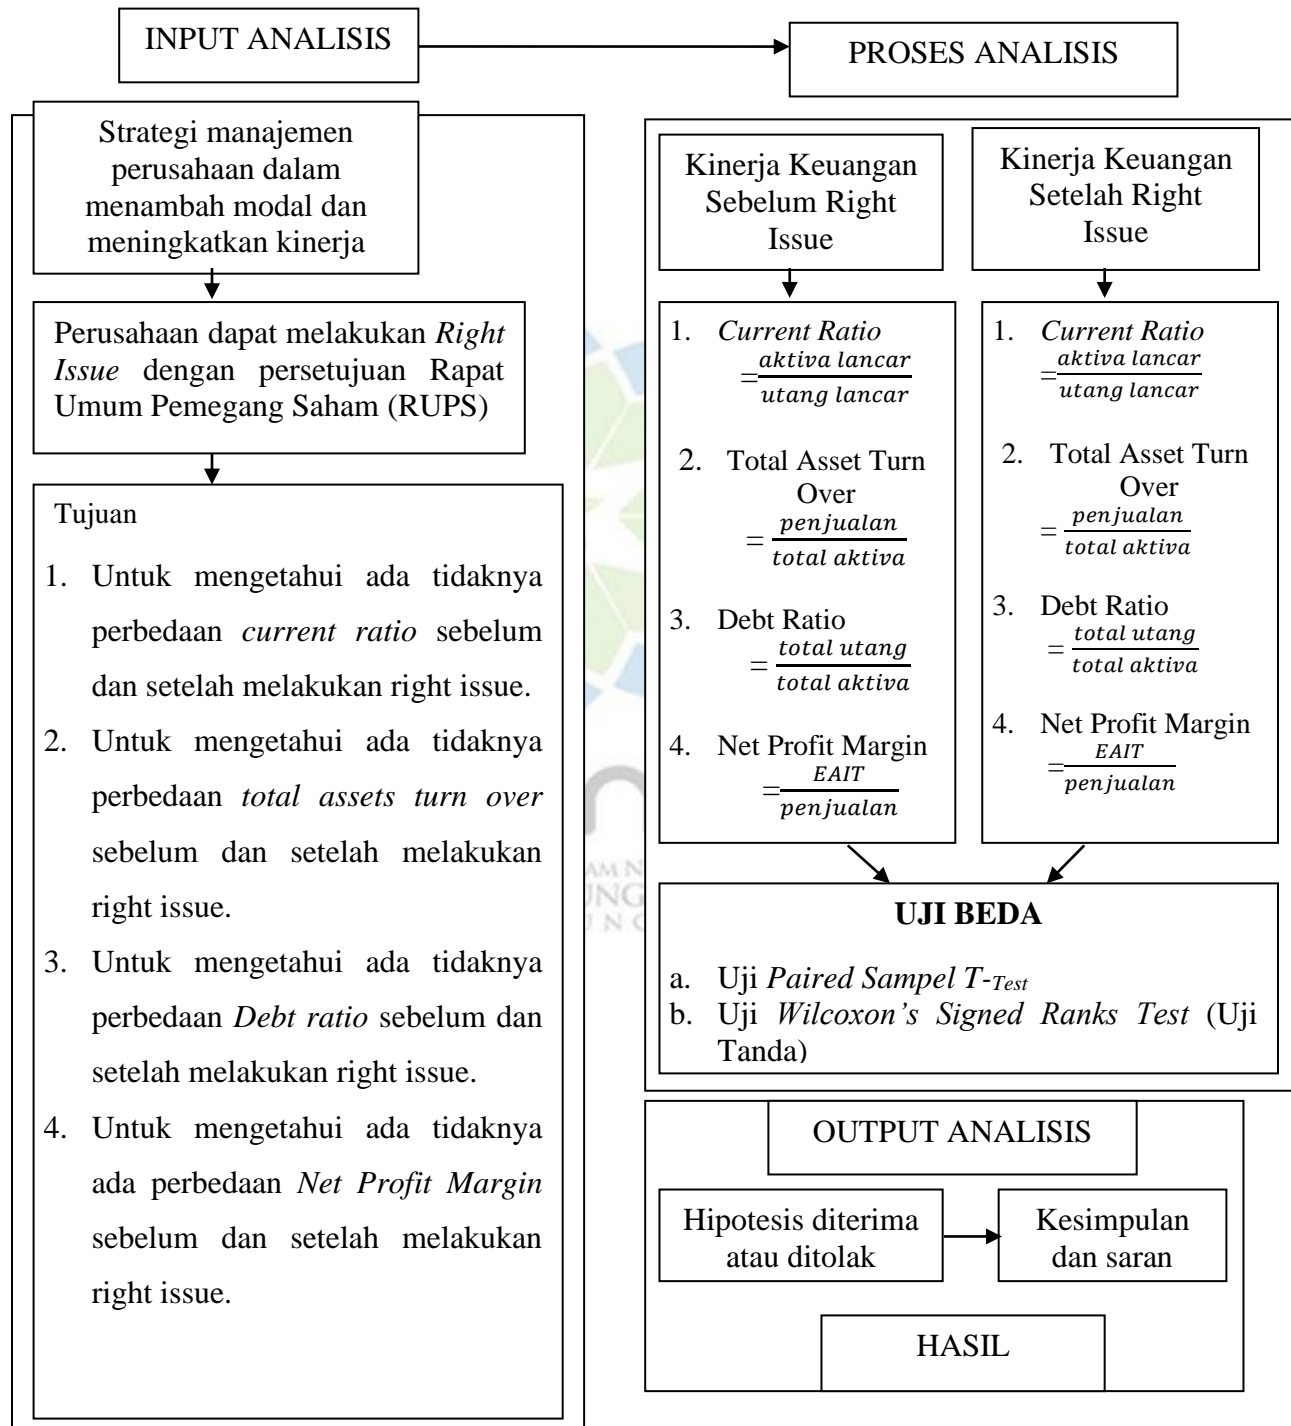 INPUT ANALISIS
PROSES ANALISIS
Strategi manajemen
perusahaan dalam
menambah modal dan
meningkatkan kinerja
Perusahaan dapat melakukan Right
Issue dengan persetujuan Rapat
Umum Pemegang Saham (RUPS)
Tujuan
1. Untuk mengetahui ada tidaknya
perbedaan current ratio sebelum
dan setelah melakukan right issue.
2. Untuk mengetahui ada tidaknya
perbedaan total assets turn over
sebelum dan setelah melakukan
right issue.
3. Untuk mengetahui ada tidaknya
perbedaan Debt ratio sebelum dan
setelah melakukan right issue.
4. Untuk mengetahui ada tidaknya
ada perbedaan Net Profit Margin
sebelum dan setelah melakukan
right issue.
Kinerja Keuangan
Sebelum Right
Issue
1. Current Ratio
= aktiva lancar
utang lancar
2. Total Asset Turn
Over
= penjualan
total aktiva
3. Debt Ratio
= total utang
total aktiva
4. Net Profit Margin
= EAIT
penjualan
Kinerja Keuangan
Setelah Right
Issue
1. Current Ratio
= aktiva lancar
utang lancar
2. Total Asset Turn
Over
= penjualan
total aktiva
3. Debt Ratio
= total utang
total aktiva
4. Net Profit Margin
= EAIT
penjualan
UJI BEDA
a. Uji Paired Sampel T-Test
b. Uji Wilcoxon’s Signed Ranks Test (Uji
Tanda)
OUTPUT ANALISIS
Hipotesis diterima
atau ditolak
Kesimpulan
dan saran
HASIL